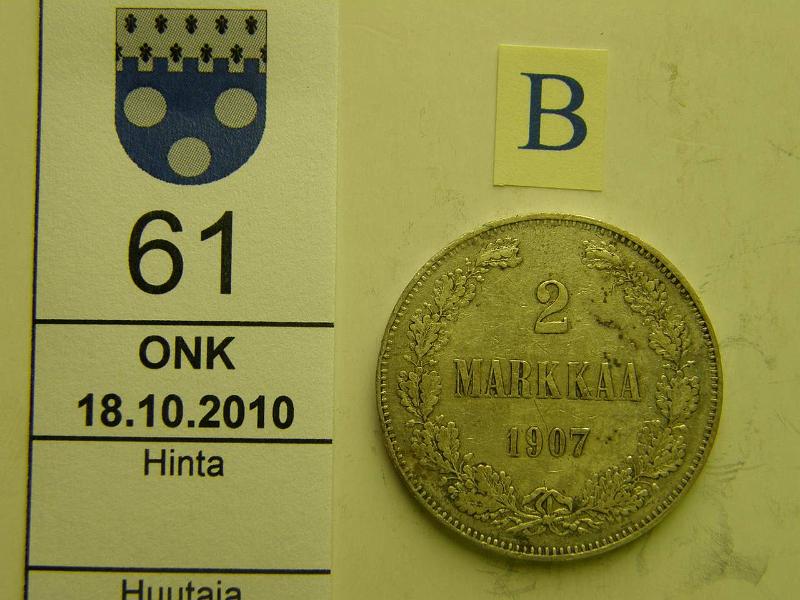 61
ONK
18.10.2010
Hinta
Huutaja
B
2
MARKKAA
1907